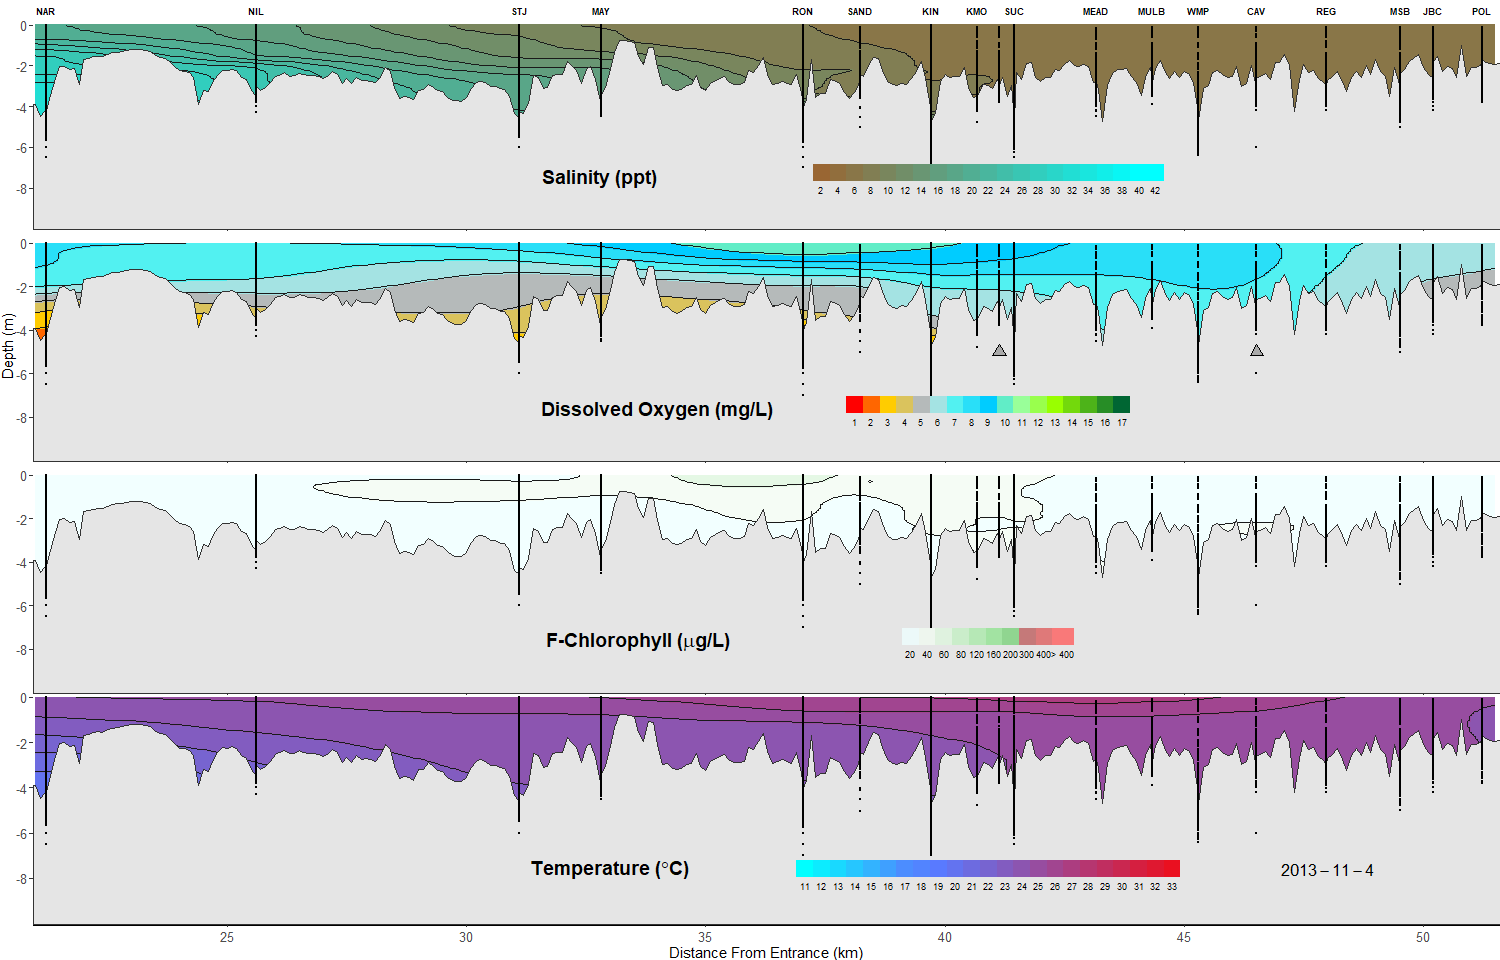 NAR NIL STJ MAY RON SAND KIN KMO SUC MEAD MULB WMP CAV REG MSB JBC POL
0
-2
-4
-6
-8
Salinity (ppt)
2 4 6 8 10 12 14 16 18 20 22 24 26 28 30 32 34 36 38 40 42
0
-2
-4
-6
-8
Depth (m)
Dissolved Oxygen (mg/L)
1 2 3 4 5 6 7 8 9 10 11 12 13 14 15 16 17
0
-2
-4
-6
-8
F-Chlorophyll (μg/L)
20 40 60 80 120 160 200 300 400 > 400
0
-2
-4
-6
-8
Temperature (°C)
11 12 13 14 15 16 17 18 19 20 21 22 23 24 25 26 27 28 29 30 31 32 33
2013 – 11 – 4
25 30 35 40 45 50
Distance From Entrance (km)